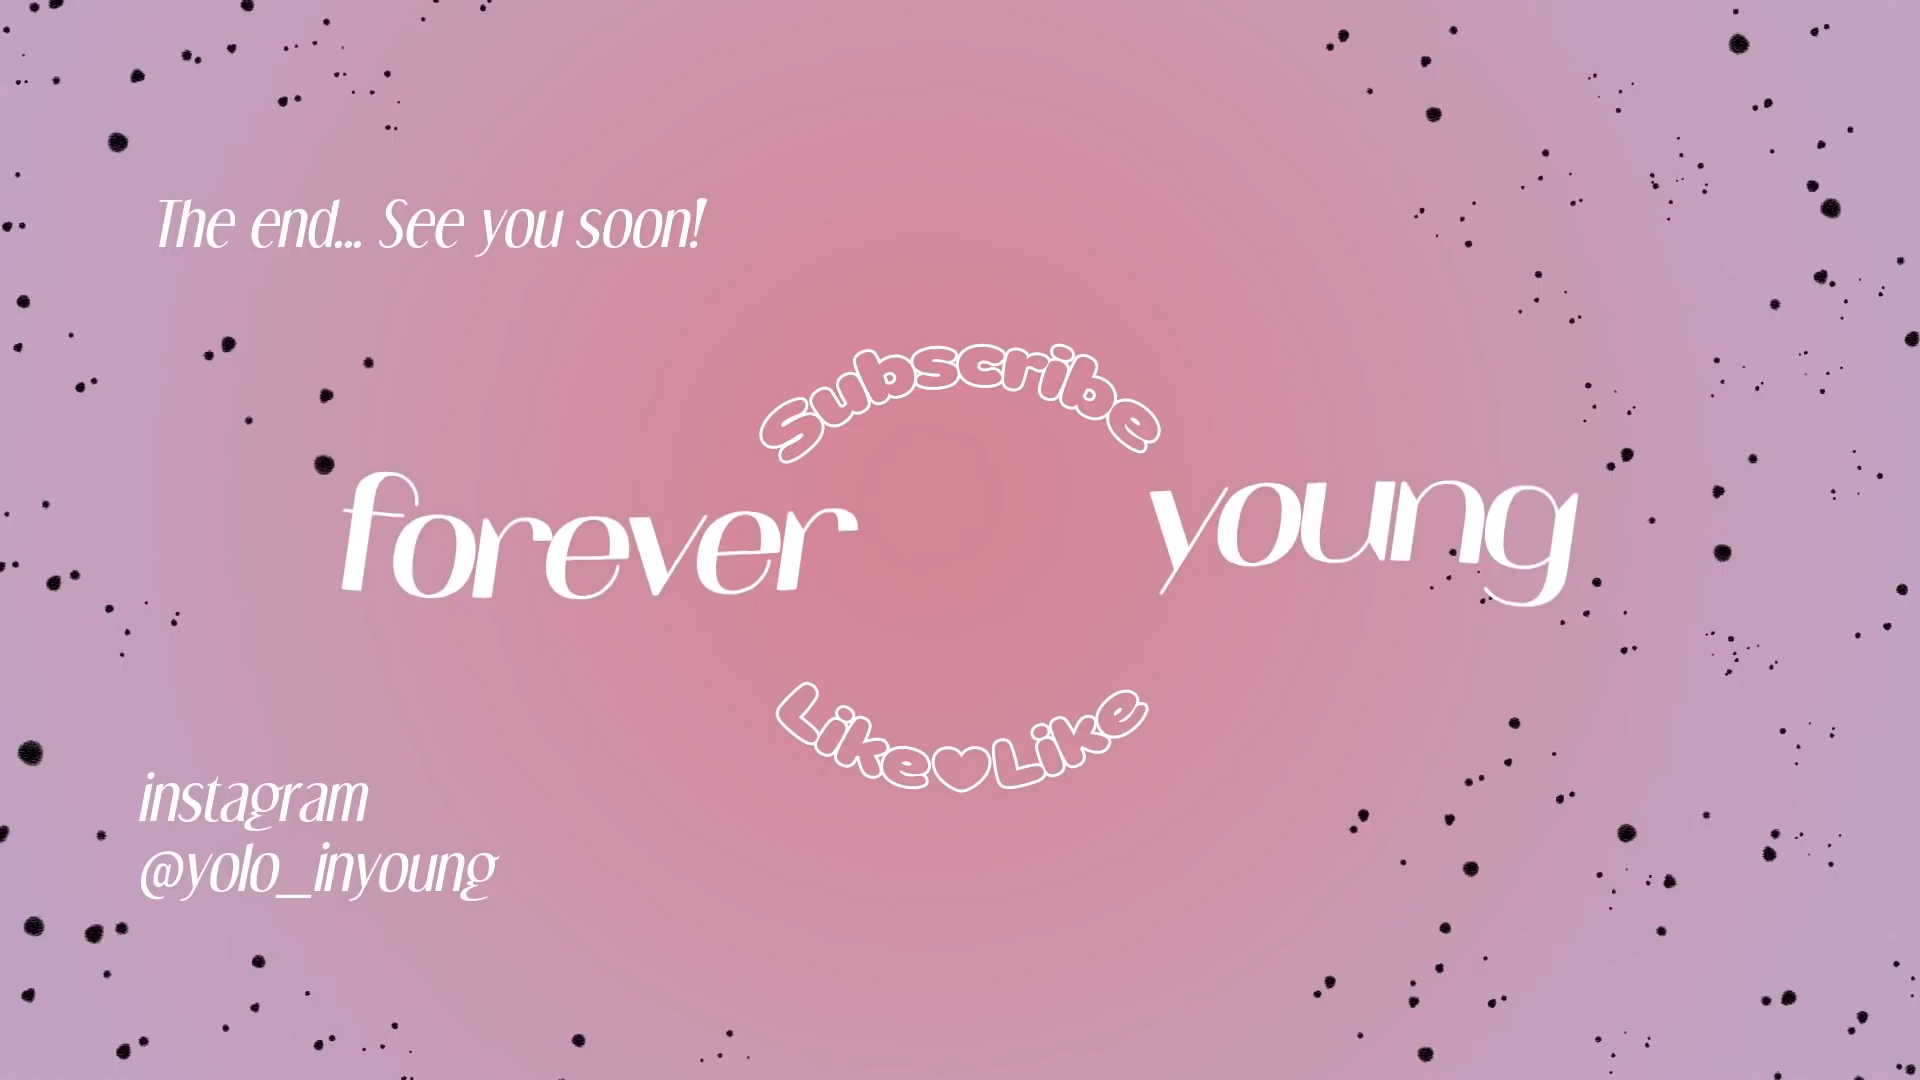 The end... See you soon!
Subscribe
forever young
Like♡Like
instagram
@yolo_inyoung